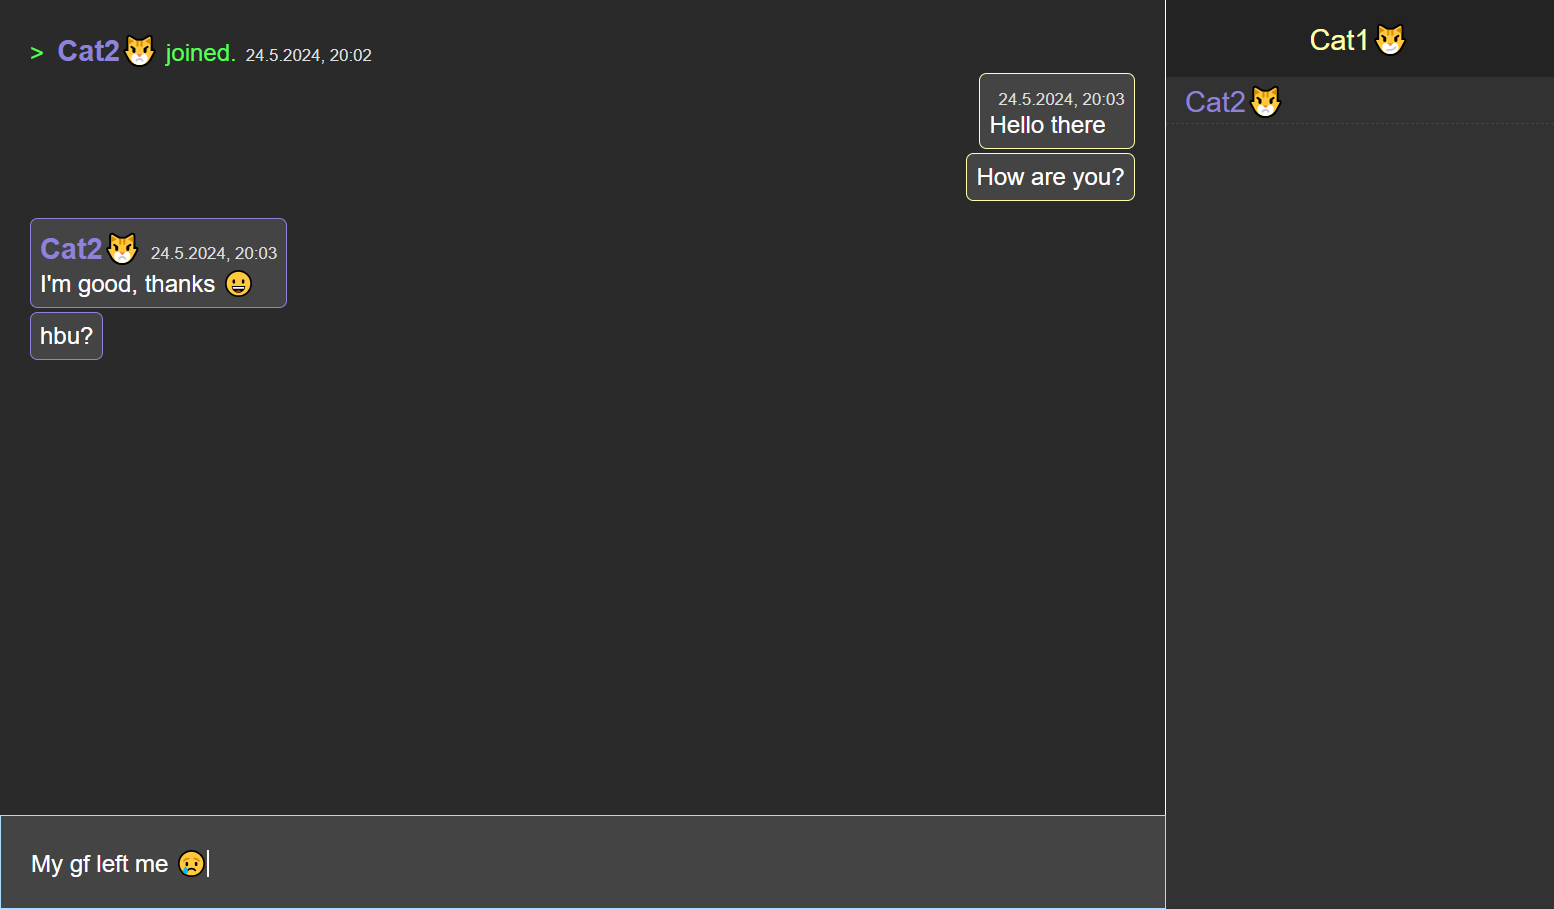 > Cat2😾 joined. 24.5.2024, 20:02
24.5.2024, 20:03
Hello there
How are you?
Cat2😾 24.5.2024, 20:03
I'm good, thanks 😀
hbu?
My gf left me 😢
Cat1😼
Cat2😾